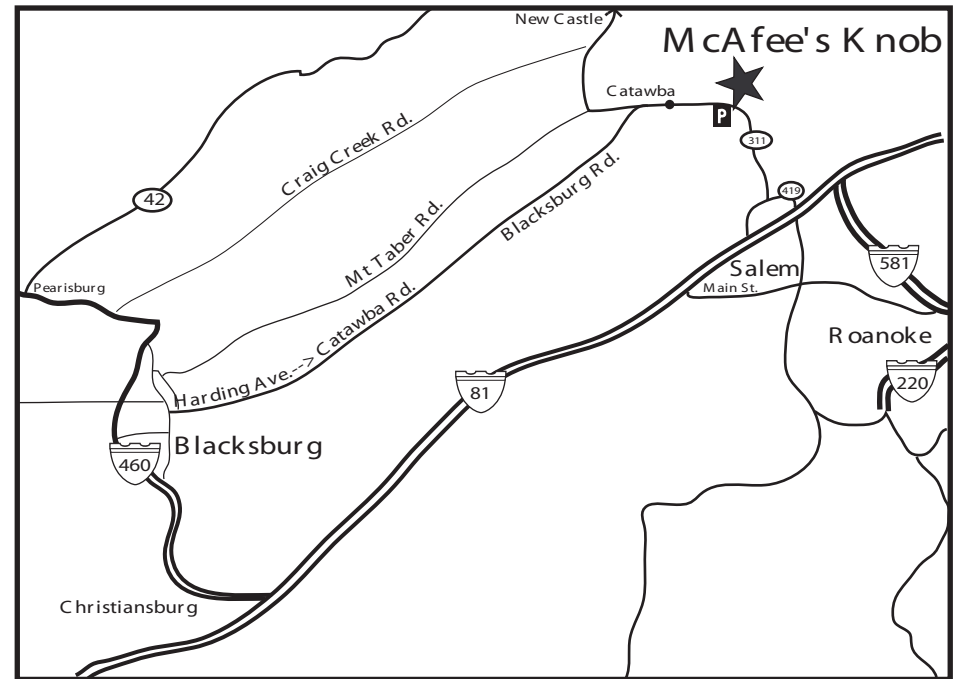 New Castle
McAfee's Knob
Catawba
P
311
Craig Creek Rd.
419
42
Mt Taber Rd.
Blacksburg Rd.
581
Salem
Main St.
Pearisburg
Roanoke
Harding Ave.--> Catawba Rd.
81
220
Blacksburg
460
Christiansburg